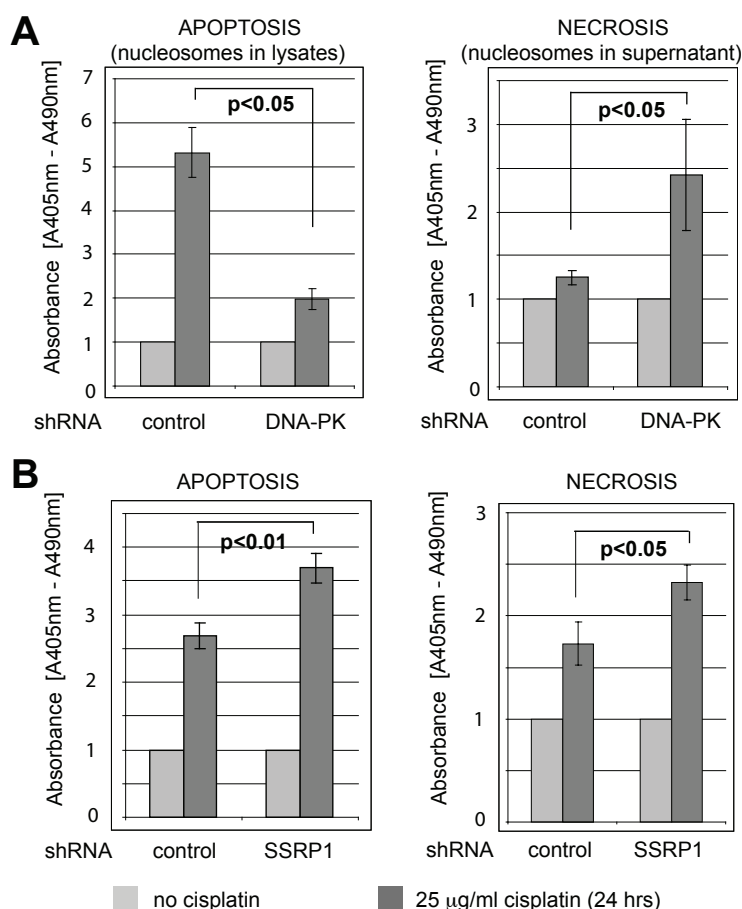 A
APOPTOSIS
(nucleosomes in lysates)
Absorbance [A405nm - A490nm]
7
6
5
4
3
2
1
0
p<0.05
shRNA control DNA-PK
NECROSIS
(nucleosomes in supernatant)
Absorbance [A405nm - A490nm]
3
2
1
0
p<0.05
shRNA control DNA-PK
B
APOPTOSIS
Absorbance [A405nm - A490nm]
4
3
2
1
0
p<0.01
shRNA control SSRP1
NECROSIS
Absorbance [A405nm - A490nm]
3
2
1
0
p<0.05
shRNA control SSRP1
no cisplatin
25 μg/ml cisplatin (24 hrs)